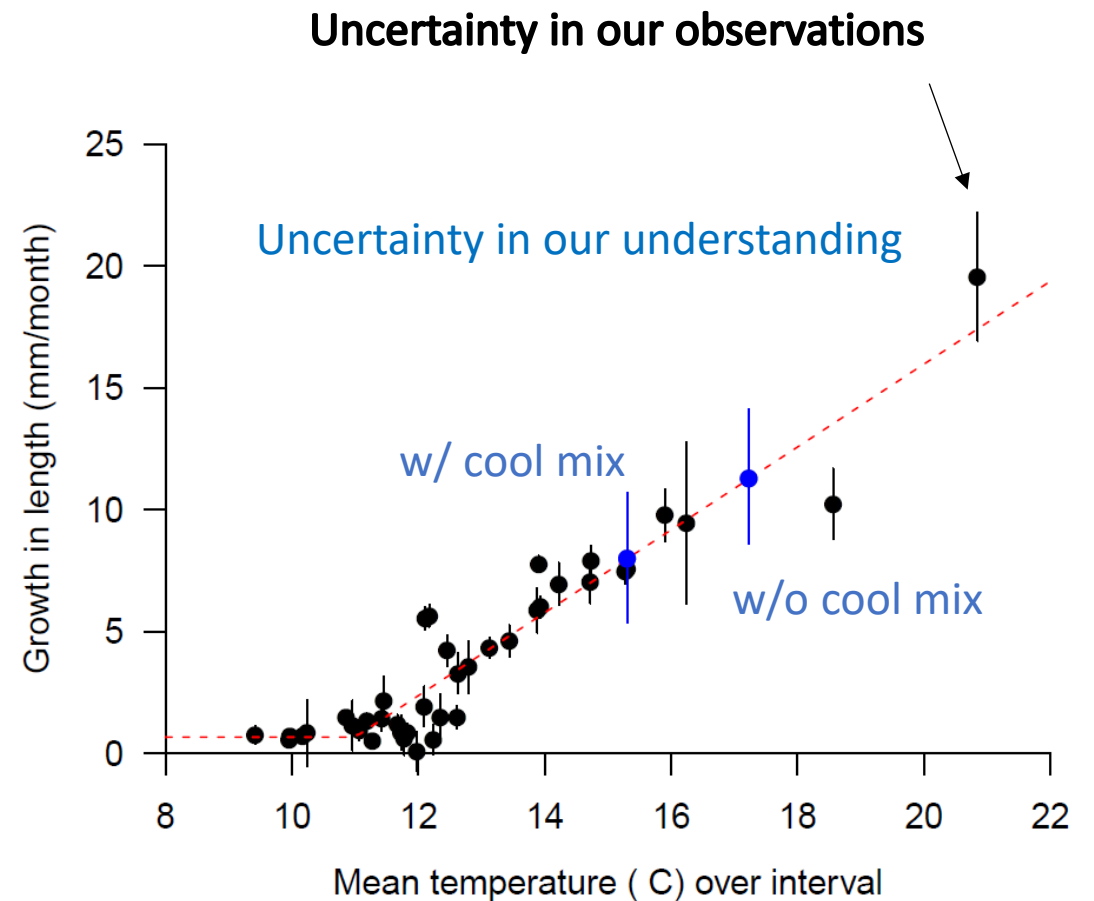 Uncertainty in our observations
25
Uncertainty in our understanding
20
15
w/ cool mix
10
w/o cool mix
5
0
Growth in length (mm/month)
8 10 12 14 16 18 20 22
Mean temperature ( C) over interval